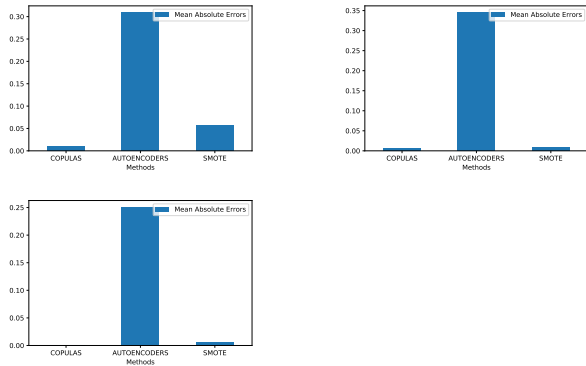 0.30
0.25
0.20
0.15
0.10
0.05
0.00
Mean Absolute Errors
COPULAS AUTOENCODERS SMOTE
Methods
0.35
0.30
0.25
0.20
0.15
0.10
0.05
0.00
Mean Absolute Errors
COPULAS AUTOENCODERS SMOTE
Methods
0.25
0.20
0.15
0.10
0.05
0.00
Mean Absolute Errors
COPULAS AUTOENCODERS SMOTE
Methods